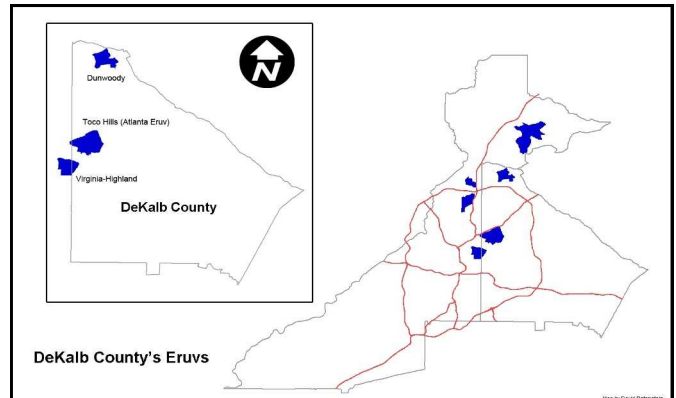 N
Dunwoody
Toco Hills (Atlanta Eruv)
Virginia-Highland
DeKalb County
DeKalb County's Eruvs